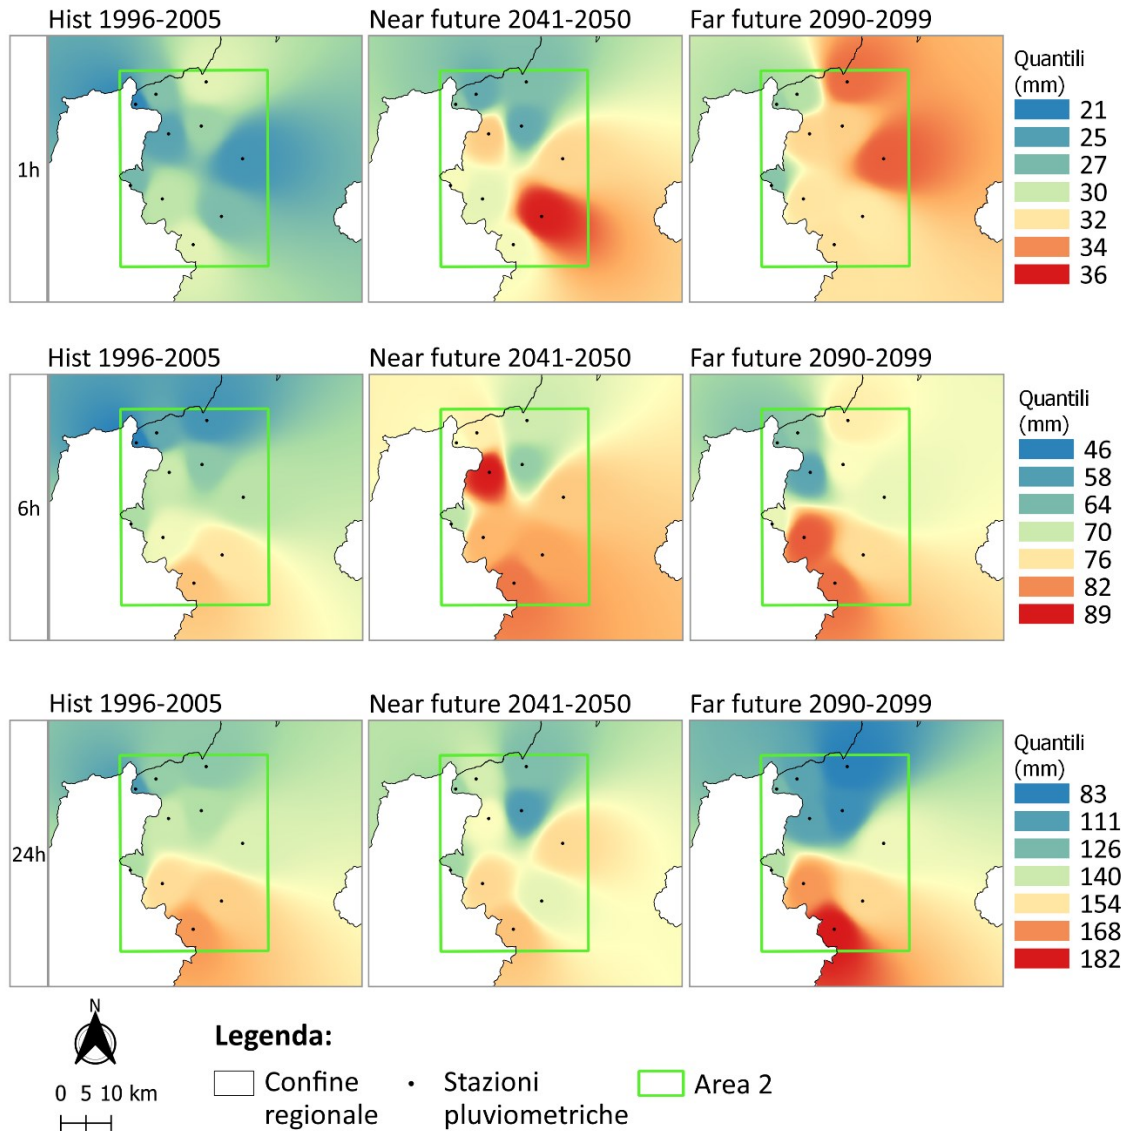 Hist 1996-2005
Near future 2041-2050
Far future 2090-2099
1h
Quantili
(mm)
21
25
27
30
32
34
36
Hist 1996-2005
Near future 2041-2050
Far future 2090-2099
6h
Quantili
(mm)
46
58
64
70
76
82
89
Hist 1996-2005
Near future 2041-2050
Far future 2090-2099
24h
Quantili
(mm)
83
111
126
140
154
168
182
N
0 5 10 km
Legenda:
Confine
regionale
Stazioni
pluviometriche
Area 2